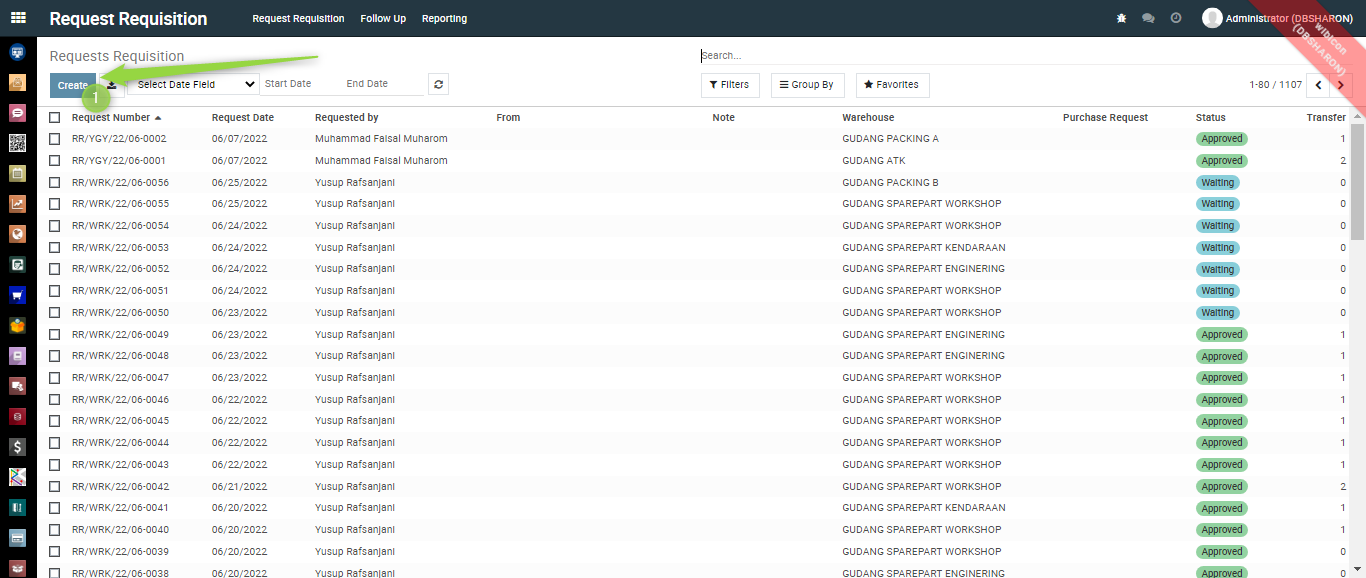 Request Requisition Request Requisition Follow Up Reporting Administrator (DBSHARON)
wibicon
(DBSHARON)
Requests Requisition Search...
Create Select Date Field Start Date End Date Filters Group By Favorites 1-80 / 1107
1
Request Number Request Date Requested by From Note Warehouse Purchase Request Status Transfer
RR/YGY/22/06-0002 06/07/2022 Muhammad Faisal Muharom GUDANG PACKING A Approved 1
RR/YGY/22/06-0001 06/07/2022 Muhammad Faisal Muharom GUDANG ATK Approved 2
RR/WRK/22/06-0056 06/25/2022 Yusup Rafsanjani GUDANG PACKING B Waiting 0
RR/WRK/22/06-0055 06/25/2022 Yusup Rafsanjani GUDANG SPAREPART WORKSHOP Waiting 0
RR/WRK/22/06-0054 06/24/2022 Yusup Rafsanjani GUDANG SPAREPART WORKSHOP Waiting 0
RR/WRK/22/06-0053 06/24/2022 Yusup Rafsanjani GUDANG SPAREPART KENDARAAN Waiting 0
RR/WRK/22/06-0052 06/24/2022 Yusup Rafsanjani GUDANG SPAREPART ENGINERING Waiting 0
RR/WRK/22/06-0051 06/24/2022 Yusup Rafsanjani GUDANG SPAREPART WORKSHOP Waiting 0
RR/WRK/22/06-0050 06/23/2022 Yusup Rafsanjani GUDANG SPAREPART WORKSHOP Waiting 0
RR/WRK/22/06-0049 06/23/2022 Yusup Rafsanjani GUDANG SPAREPART ENGINERING Approved 1
RR/WRK/22/06-0048 06/23/2022 Yusup Rafsanjani GUDANG SPAREPART ENGINERING Approved 1
RR/WRK/22/06-0047 06/23/2022 Yusup Rafsanjani GUDANG SPAREPART WORKSHOP Approved 1
RR/WRK/22/06-0046 06/22/2022 Yusup Rafsanjani GUDANG SPAREPART WORKSHOP Approved 1
RR/WRK/22/06-0045 06/22/2022 Yusup Rafsanjani GUDANG SPAREPART WORKSHOP Approved 1
RR/WRK/22/06-0044 06/22/2022 Yusup Rafsanjani GUDANG SPAREPART WORKSHOP Approved 1
RR/WRK/22/06-0043 06/22/2022 Yusup Rafsanjani GUDANG SPAREPART WORKSHOP Approved 1
RR/WRK/22/06-0042 06/21/2022 Yusup Rafsanjani GUDANG SPAREPART WORKSHOP Approved 2
RR/WRK/22/06-0041 06/20/2022 Yusup Rafsanjani GUDANG SPAREPART KENDARAAN Approved 1
RR/WRK/22/06-0040 06/20/2022 Yusup Rafsanjani GUDANG SPAREPART WORKSHOP Approved 1
RR/WRK/22/06-0039 06/20/2022 Yusup Rafsanjani GUDANG SPAREPART WORKSHOP Approved 0
RR/WRK/22/06-0038 06/20/2022 Yusup Rafsanjani GUDANG SPAREPART ENGINERING Approved 0